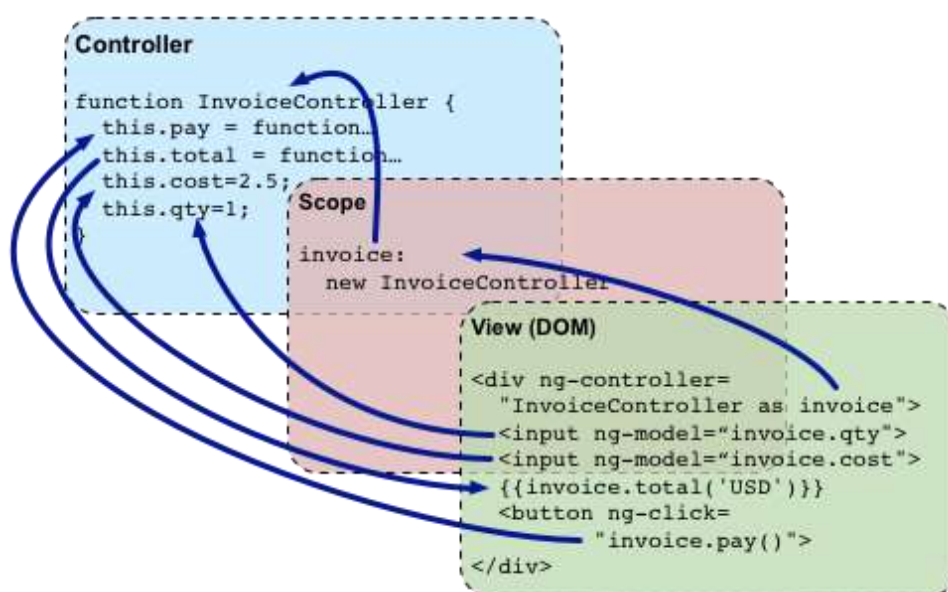 Controller
function InvoiceController {
this.pay = function…
this.total = function…
this.cost=2.5;
this.qty=1;
}
Scope
invoice:
new InvoiceController
View (DOM)
<div ng-controller=
"InvoiceController as invoice">
<input ng-model=“invoice.qty">
<input ng-model=“invoice.cost">
{{invoice.total('USD')}}
<button ng-click=
"invoice.pay()">
</div>